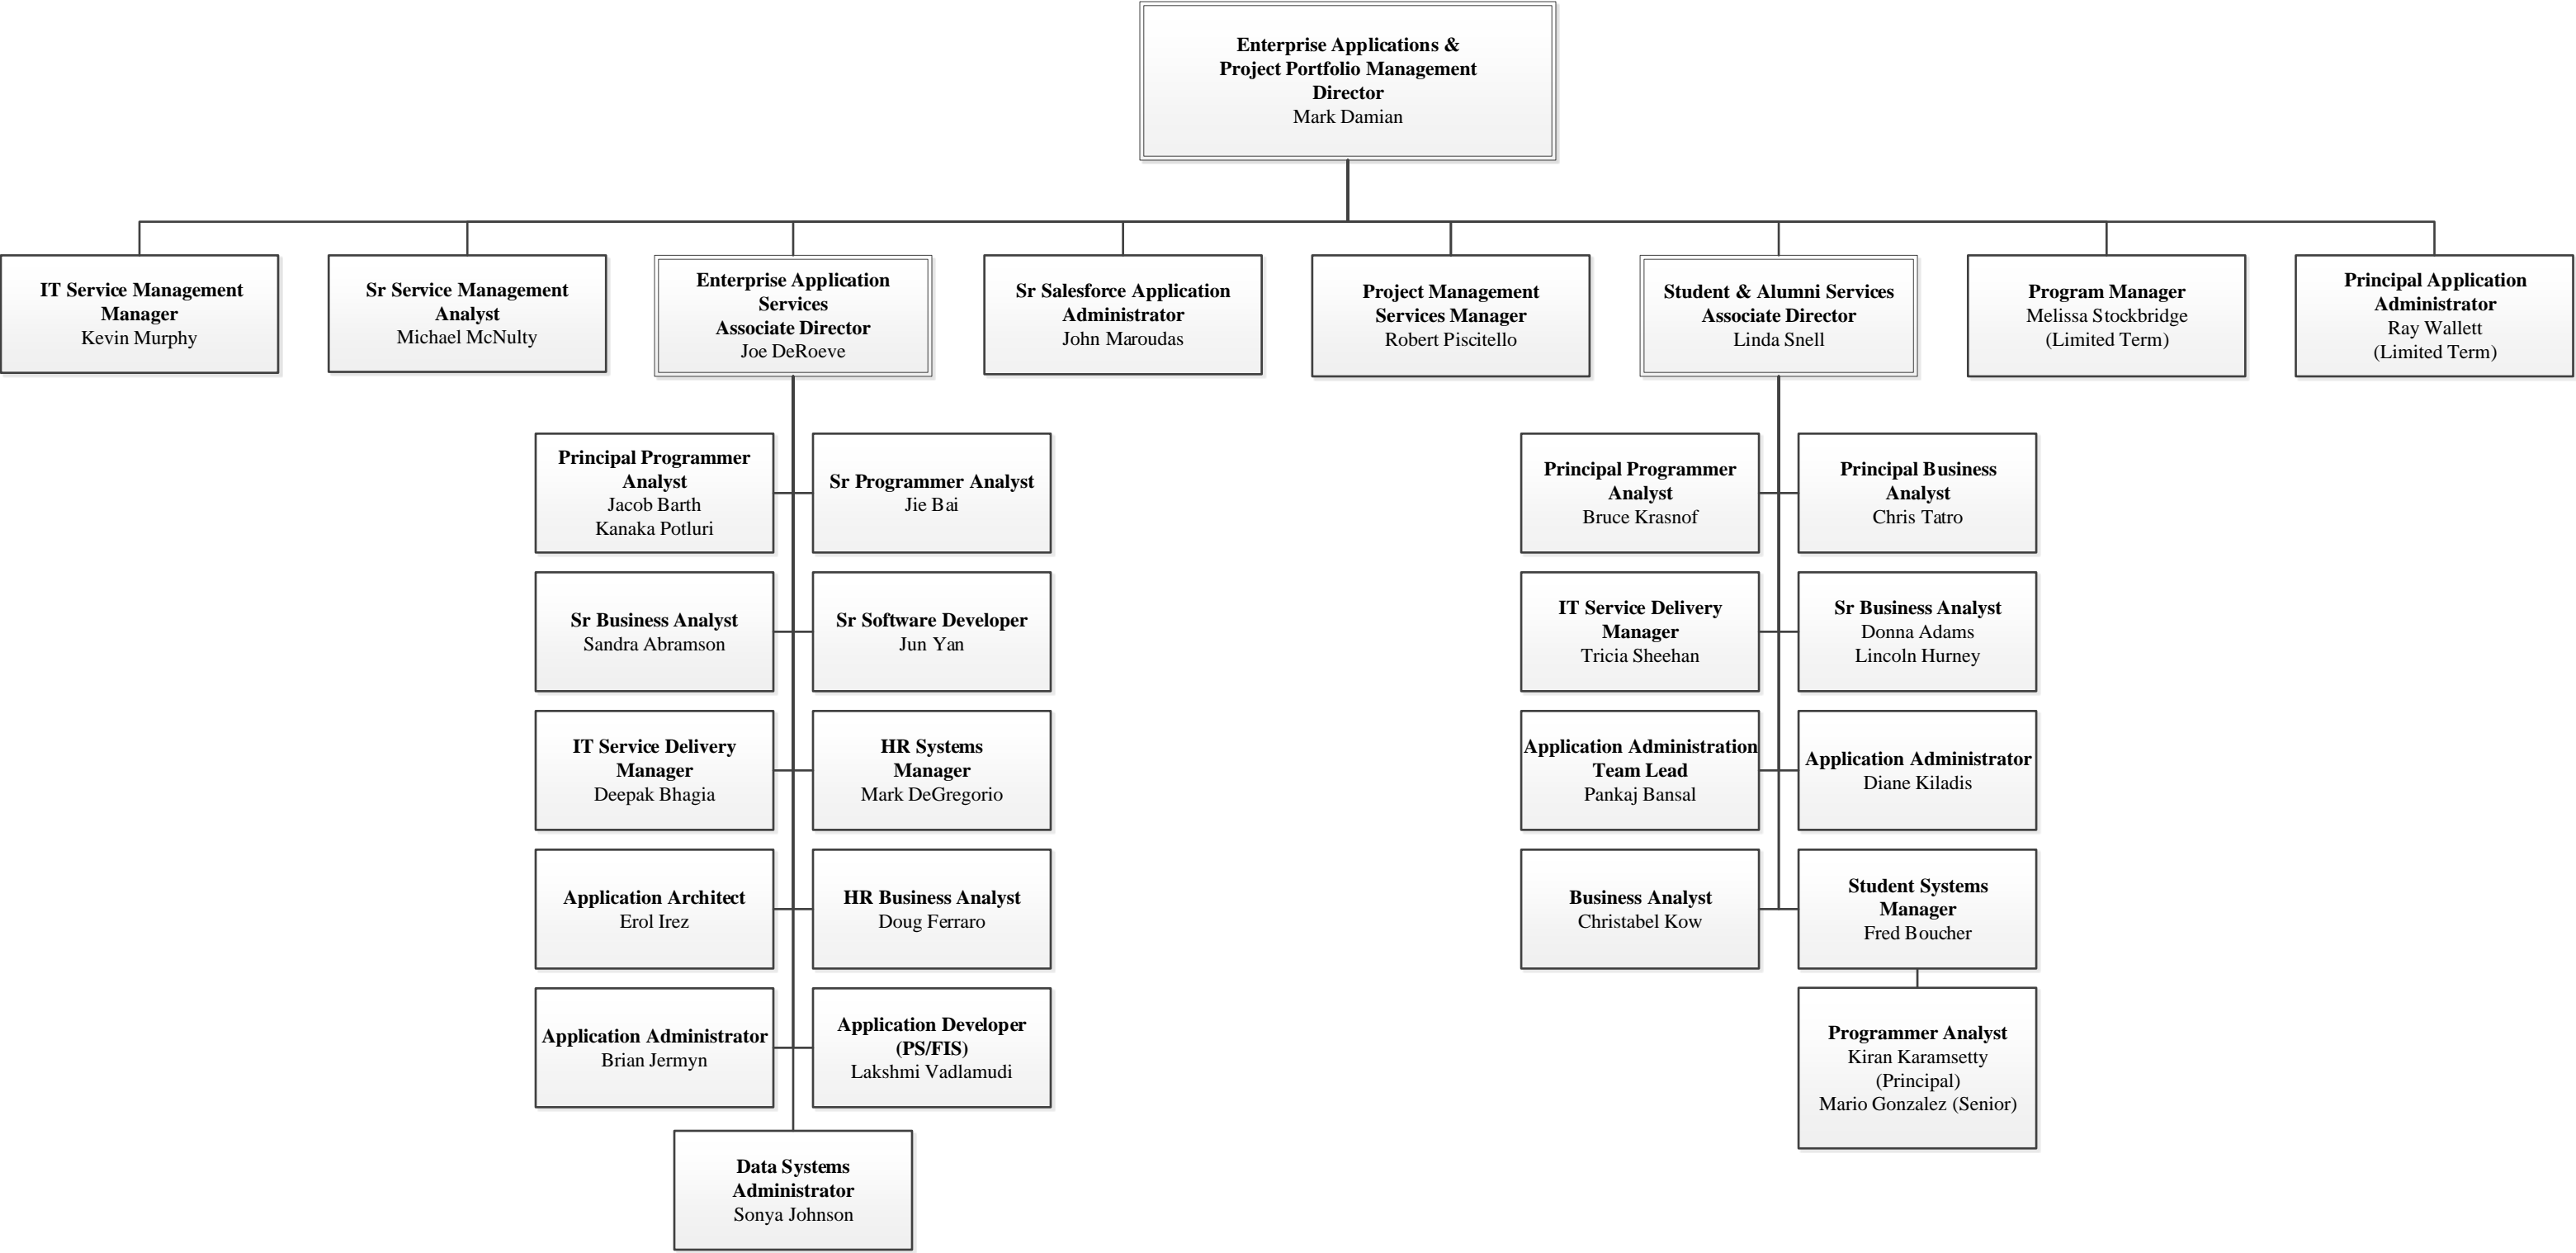 Enterprise Applications &
Project Portfolio Management
Director
Mark Damian
IT Service Management
Manager
Kevin Murphy
Sr Service Management
Analyst
Michael McNulty
Enterprise Application
Services
Associate Director
Joe DeRoeve
Sr Salesforce Application
Administrator
John Maroudas
Project Management
Services Manager
Robert Piscitello
Student & Alumni Services
Associate Director
Linda Snell
Program Manager
Melissa Stockbridge
(Limited Term)
Principal Application
Administrator
Ray Wallett
(Limited Term)
Principal Programmer
Analyst
Jacob Barth
Kanaka Potluri
Sr Programmer Analyst
Jie Bai
Sr Business Analyst
Sandra Abramson
Sr Software Developer
Jun Yan
IT Service Delivery
Manager
Deepak Bhagia
HR Systems
Manager
Mark DeGregorio
Application Architect
Erol Irez
HR Business Analyst
Doug Ferraro
Application Administrator
Brian Jermyn
Application Developer
(PS/FIS)
Lakshmi Vadlamudi
Data Systems
Administrator
Sonya Johnson
Principal Programmer
Analyst
Bruce Krasnof
Principal Business
Analyst
Chris Tatro
IT Service Delivery
Manager
Tricia Sheehan
Sr Business Analyst
Donna Adams
Lincoln Hurney
Application Administration
Team Lead
Pankaj Bansal
Application Administrator
Diane Kiladis
Business Analyst
Christabel Kow
Student Systems
Manager
Fred Boucher
Programmer Analyst
Kiran Karamsetty
(Principal)
Mario Gonzalez (Senior)